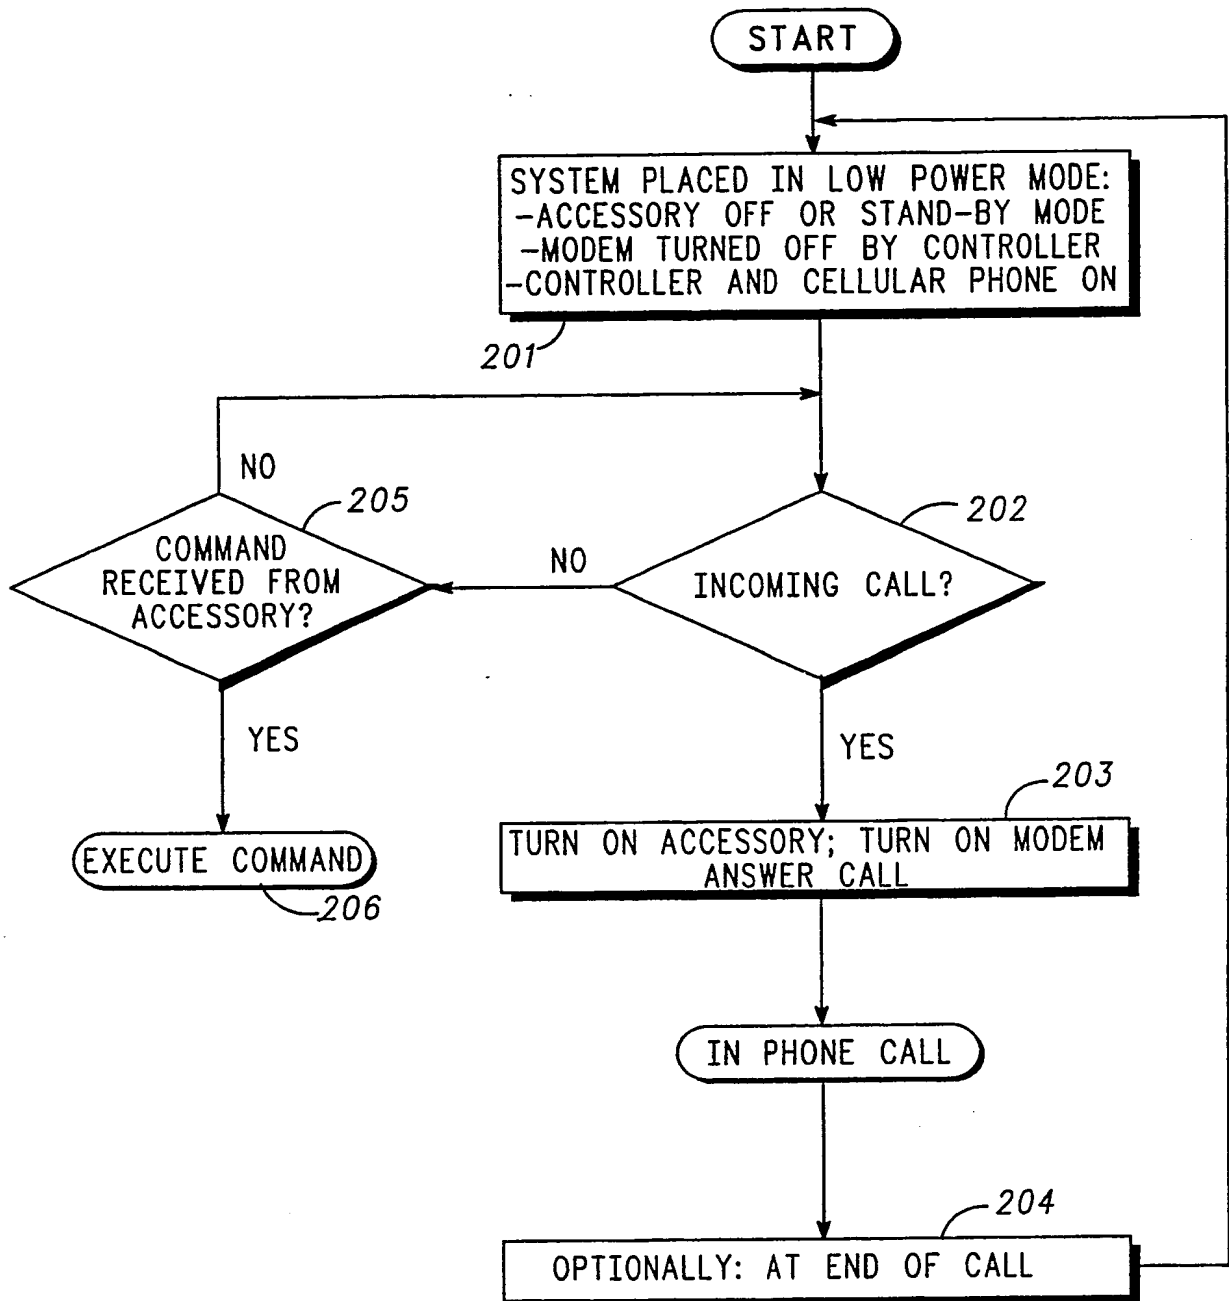 START
SYSTEM PLACED IN LOW POWER MODE:
-ACCESSORY OFF OR STAND-BY MODE
-MODEM TURNED OFF BY CONTROLLER
-CONTROLLER AND CELLULAR PHONE ON
201
NO
205
COMMAND
RECEIVED FROM
ACCESSORY?
NO
202
INCOMING CALL?
YES
YES
203
EXECUTE COMMAND
206
TURN ON ACCESSORY; TURN ON MODEM
ANSWER CALL
IN PHONE CALL
204
OPTIONALLY: AT END OF CALL